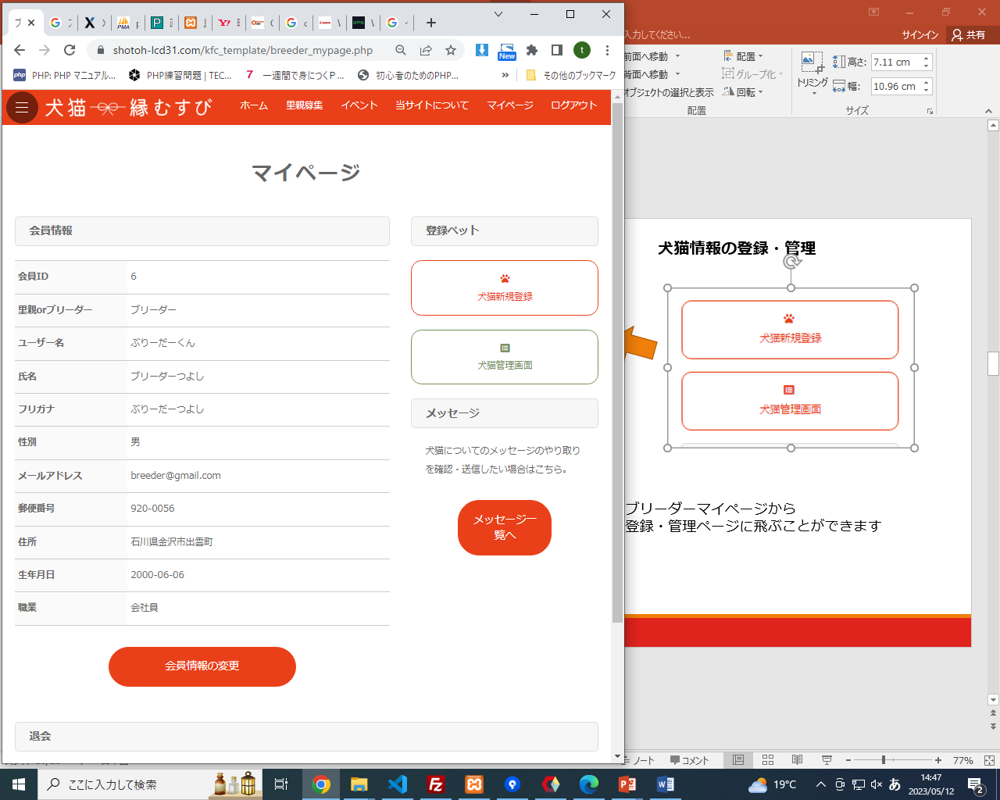 入力してください...
サインイン
共有
shotoh-lcd31.com/kfc_template/breeder_mypage.php
New
t
PHP: PHP マニュアル...
PHP練習問題 | TEC...
一週間で身につくP...
初心者のためのPHP...
»
その他のブックマーク
前面へ移動
背面へ移動
オブジェクトの選択と表示
配置
グループ化
回転
配置
トリミング
高さ:
7.11 cm
幅:
10.96 cm
サイズ
犬猫 縁むすび
ホーム
里親募集
イベント
当サイトについて
マイページ
ログアウト
マイページ
会員情報
会員ID 6
里親orブリーダー ブリーダー
ユーザー名 ぶりーだーくん
氏名 ブリーダーつよし
フリガナ ぶりーだーつよし
性別 男
メールアドレス breeder@gmail.com
郵便番号 920-0056
住所 石川県金沢市出雲町
生年月日 2000-06-06
職業 会社員
会員情報の変更
退会
登録ペット
犬猫新規登録
犬猫管理画面
メッセージ
犬猫についてのメッセージのやり取り
を確認・送信したい場合はこちら。
メッセージ一
覧へ
犬猫情報の登録・管理
犬猫新規登録
犬猫管理画面
ブリーダーマイページから
登録・管理ページに飛ぶことができます
ノート
コメント
77%
ここに入力して検索
19°C
あ
14:47
2023/05/12
2